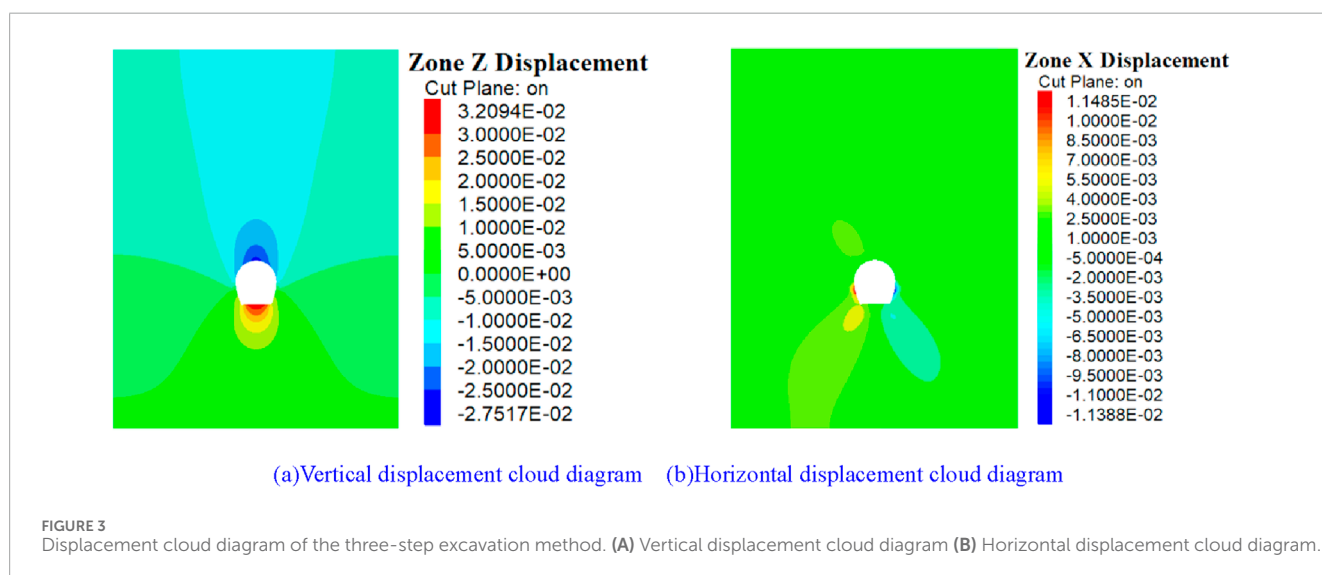 Zone Z Displacement
Cut Plane: on
3.2094E-02
3.0000E-02
2.5000E-02
2.0000E-02
1.5000E-02
1.0000E-02
5.0000E-03
0.0000E+00
-5.0000E-03
-1.0000E-02
-1.5000E-02
-2.0000E-02
-2.5000E-02
-2.7517E-02
Zone X Displacement
Cut Plane: on
1.1485E-02
1.0000E-02
8.5000E-03
7.0000E-03
5.5000E-03
4.0000E-03
2.5000E-03
1.0000E-03
-5.0000E-04
-2.0000E-03
-3.5000E-03
-5.0000E-03
-6.5000E-03
-8.0000E-03
-9.5000E-03
-1.1000E-02
-1.1388E-02
(a)Vertical displacement cloud diagram (b)Horizontal displacement cloud diagram
FIGURE 3
Displacement cloud diagram of the three-step excavation method. (A) Vertical displacement cloud diagram (B) Horizontal displacement cloud diagram.